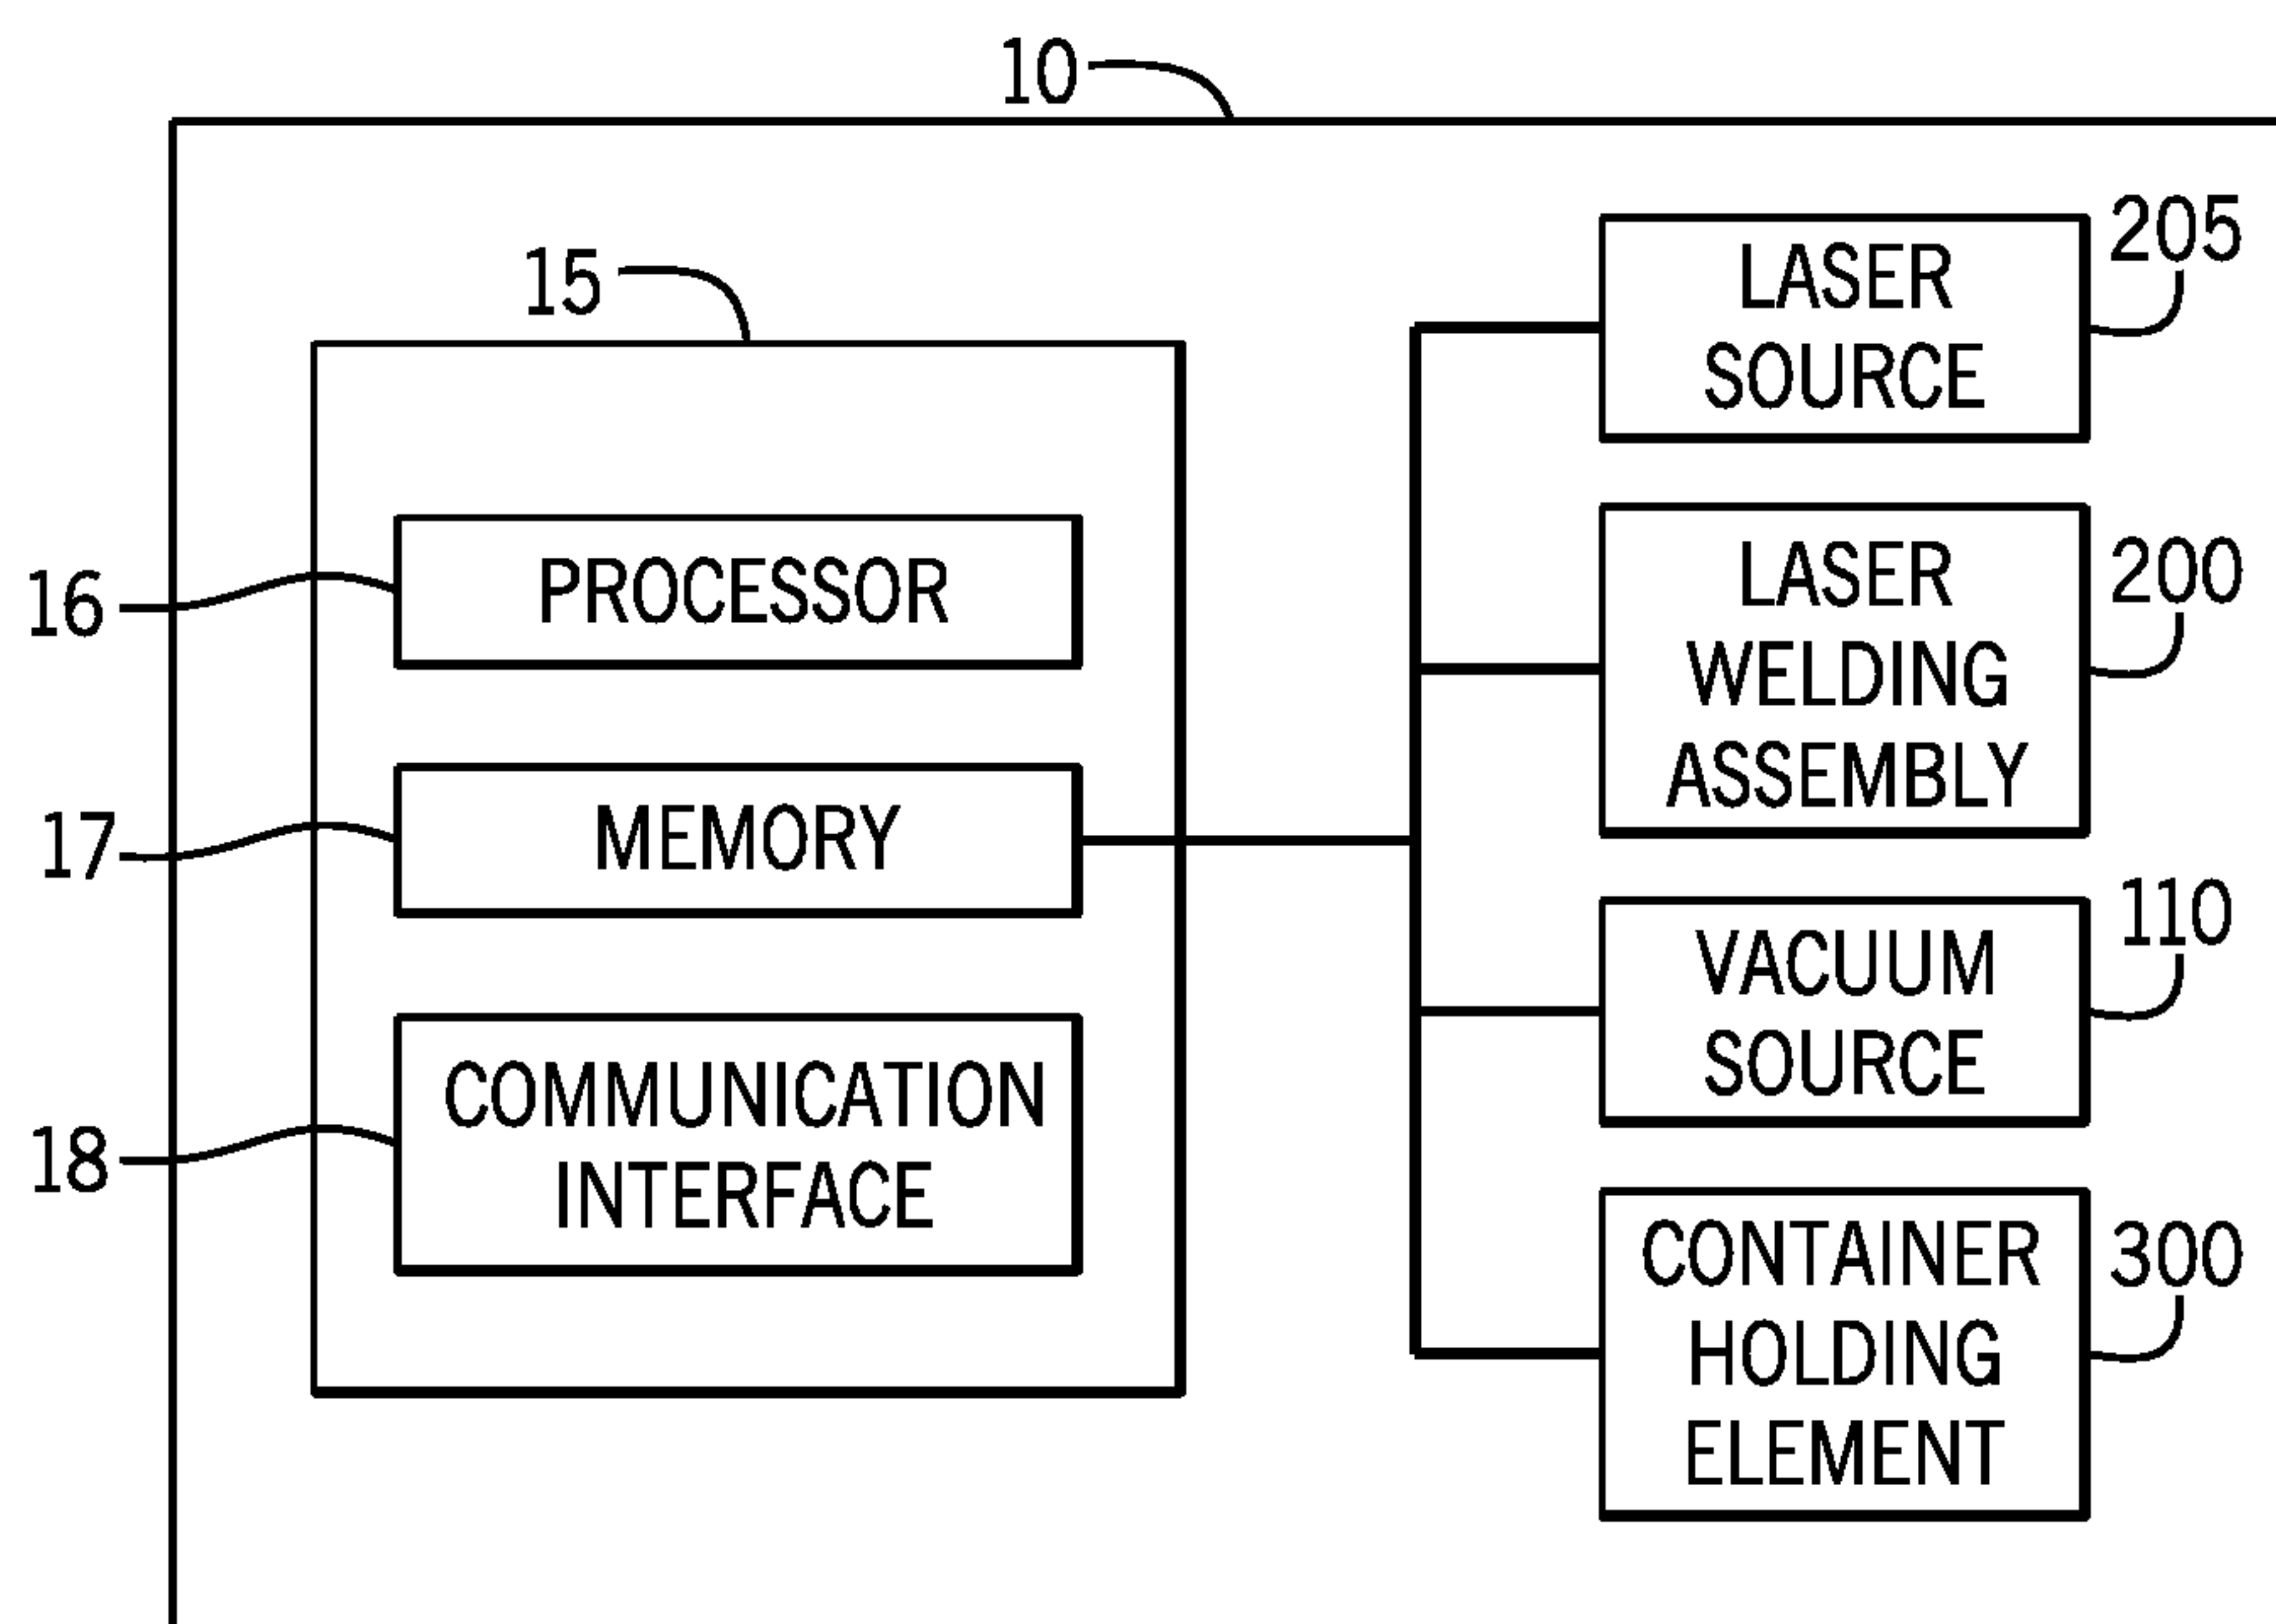 10
15
16
PROCESSOR
17
MEMORY
18
COMMUNICATION
INTERFACE
LASER
SOURCE
205
LASER
WELDING
ASSEMBLY
200
VACUUM
SOURCE
110
CONTAINER
HOLDING
ELEMENT
300